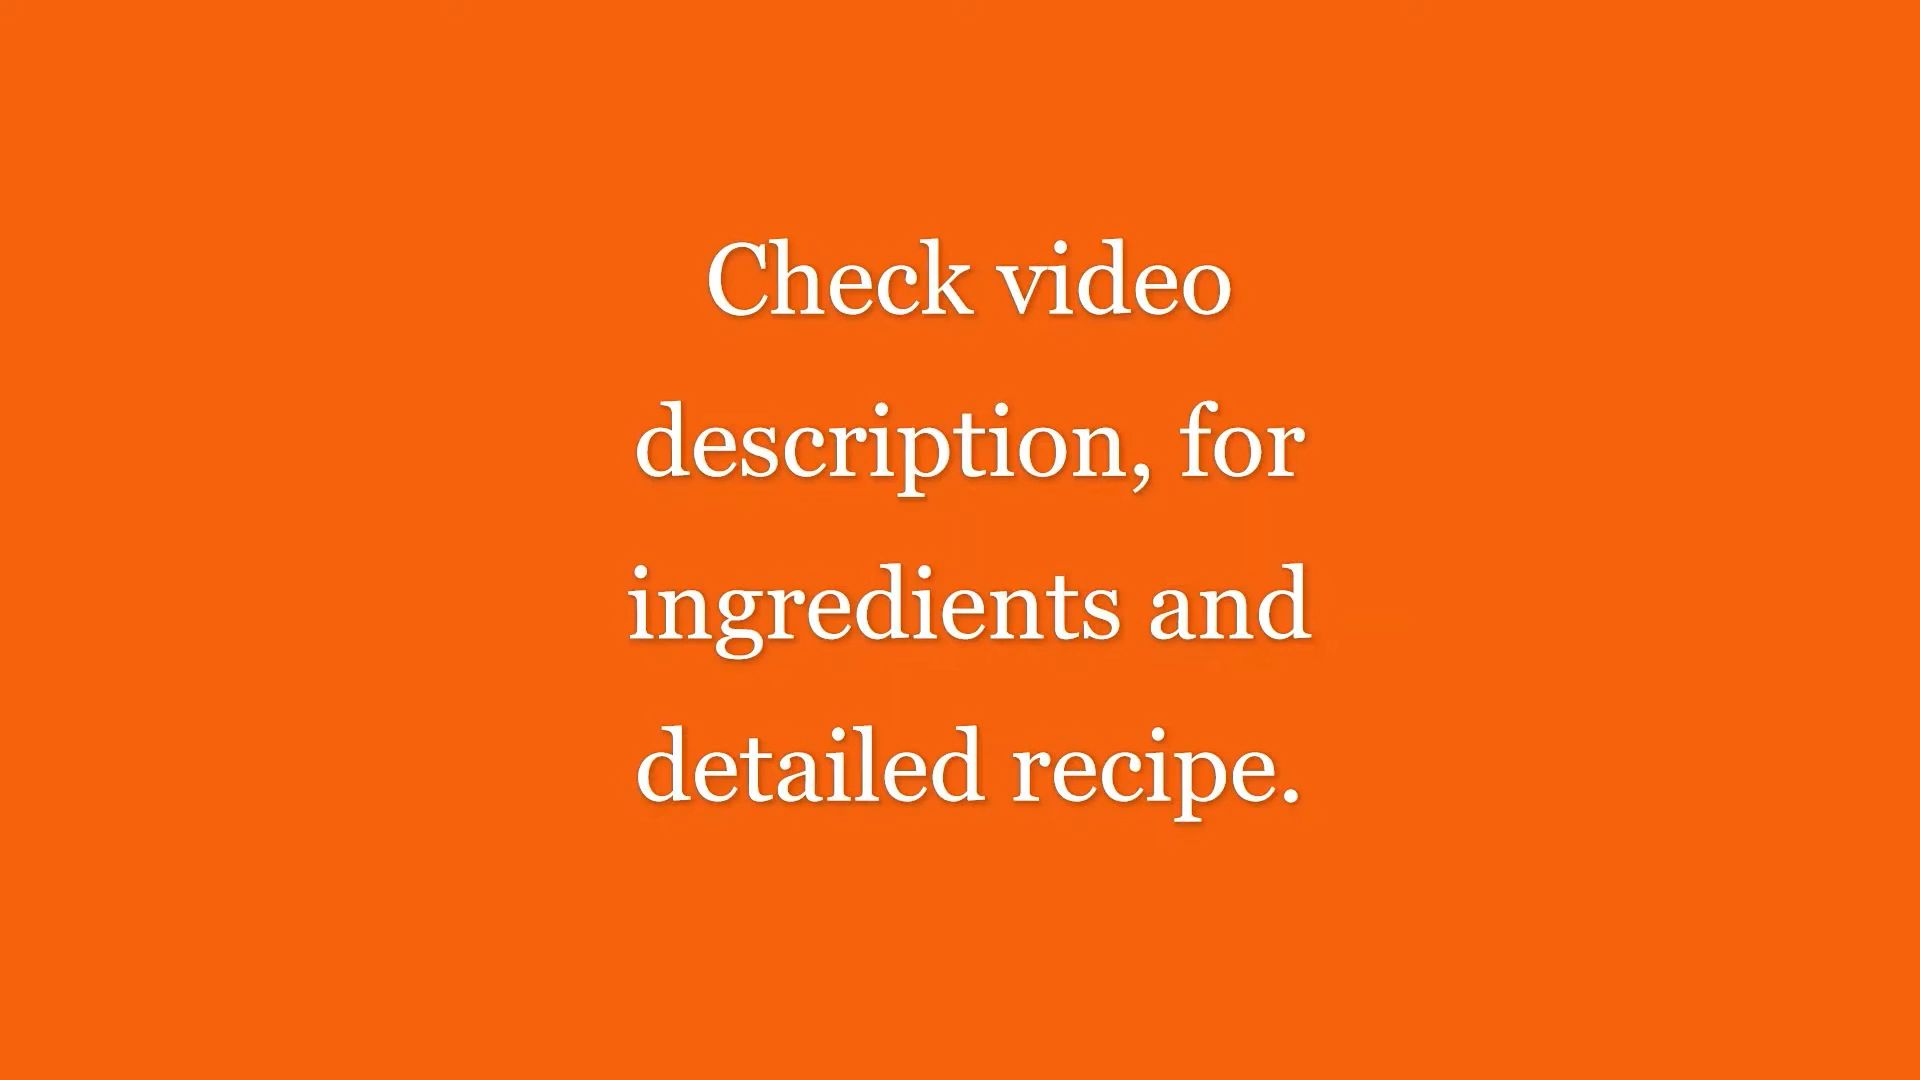 Check video
description, for
ingredients and
detailed recipe.